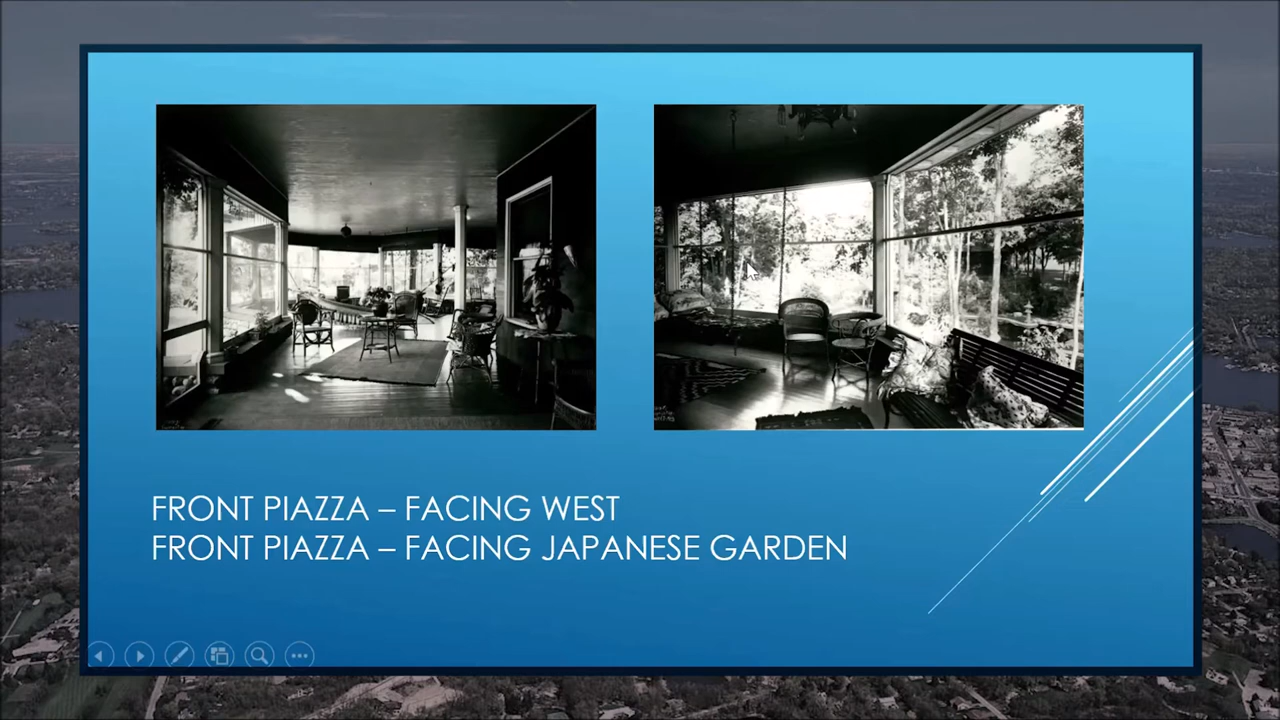 FRONT PIAZZA – FACING WEST
FRONT PIAZZA – FACING JAPANESE GARDEN